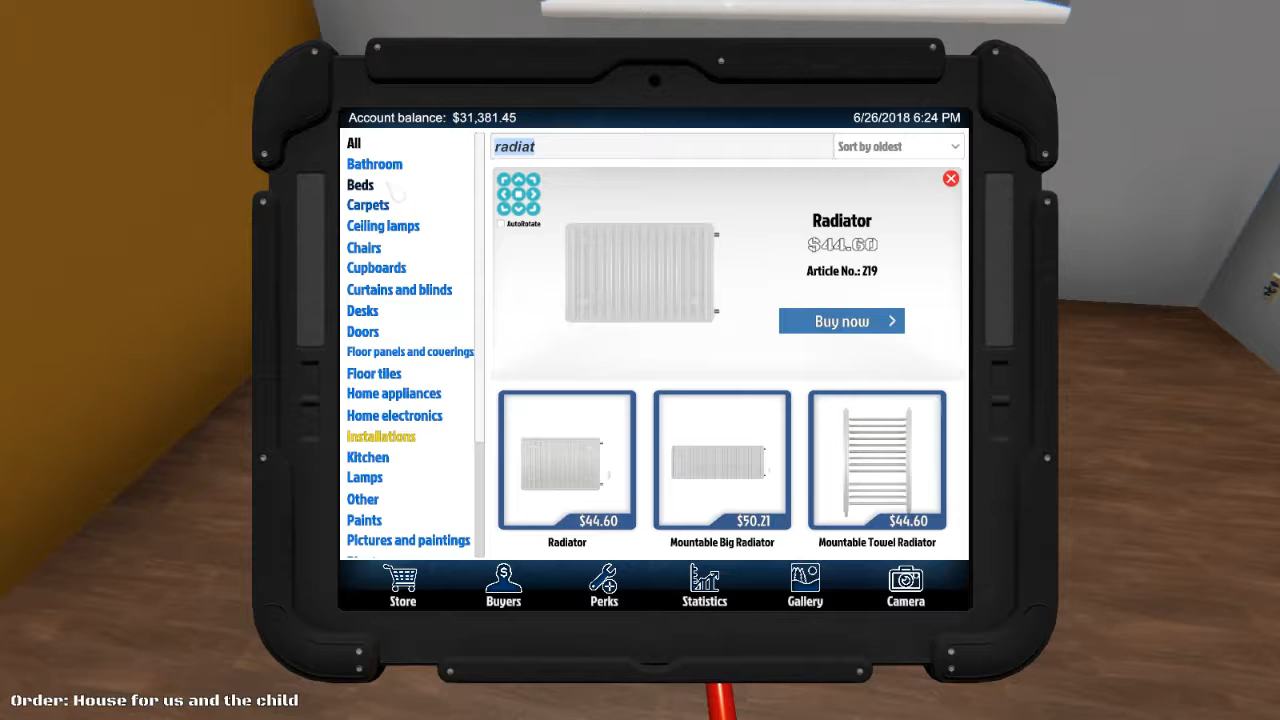 Account balance: $31,381.45
6/26/2018 6:24 PM
All
Bathroom
Beds
Carpets
Ceiling lamps
Chairs
Cupboards
Curtains and blinds
Desks
Doors
Floor panels and coverings
Floor tiles
Home appliances
Home electronics
Installations
Kitchen
Lamps
Other
Paints
Pictures and paintings
radiat
Sort by oldest
AutoRotate
Radiator
$44.60
Article No.: 219
Buy now
$44.60
$50.21
$44.60
Radiator
Mountable Big Radiator
Mountable Towel Radiator
Store
Buyers
Perks
Statistics
Gallery
Camera
Order: House for us and the child